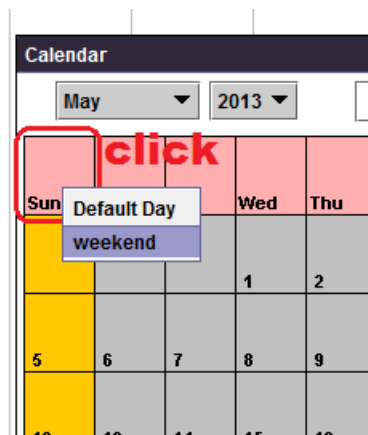 Calendar
May 2013
click
Sun Wed Thu
Default Day
weekend
1 2
5 6 7 8 9